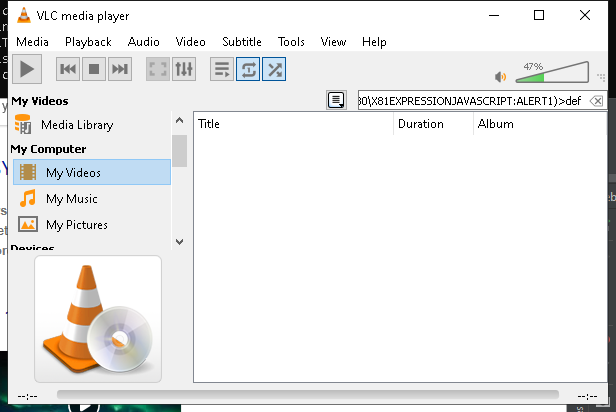 VLC media player
Media Playback Audio Video Subtitle Tools View Help
47%
My Videos
30\X81EXPRESSIONJAVASCRIPT:ALERT1)>def
Media Library
Title Duration Album
My Computer
My Videos
My Music
My Pictures
Devices
--:-- --:--